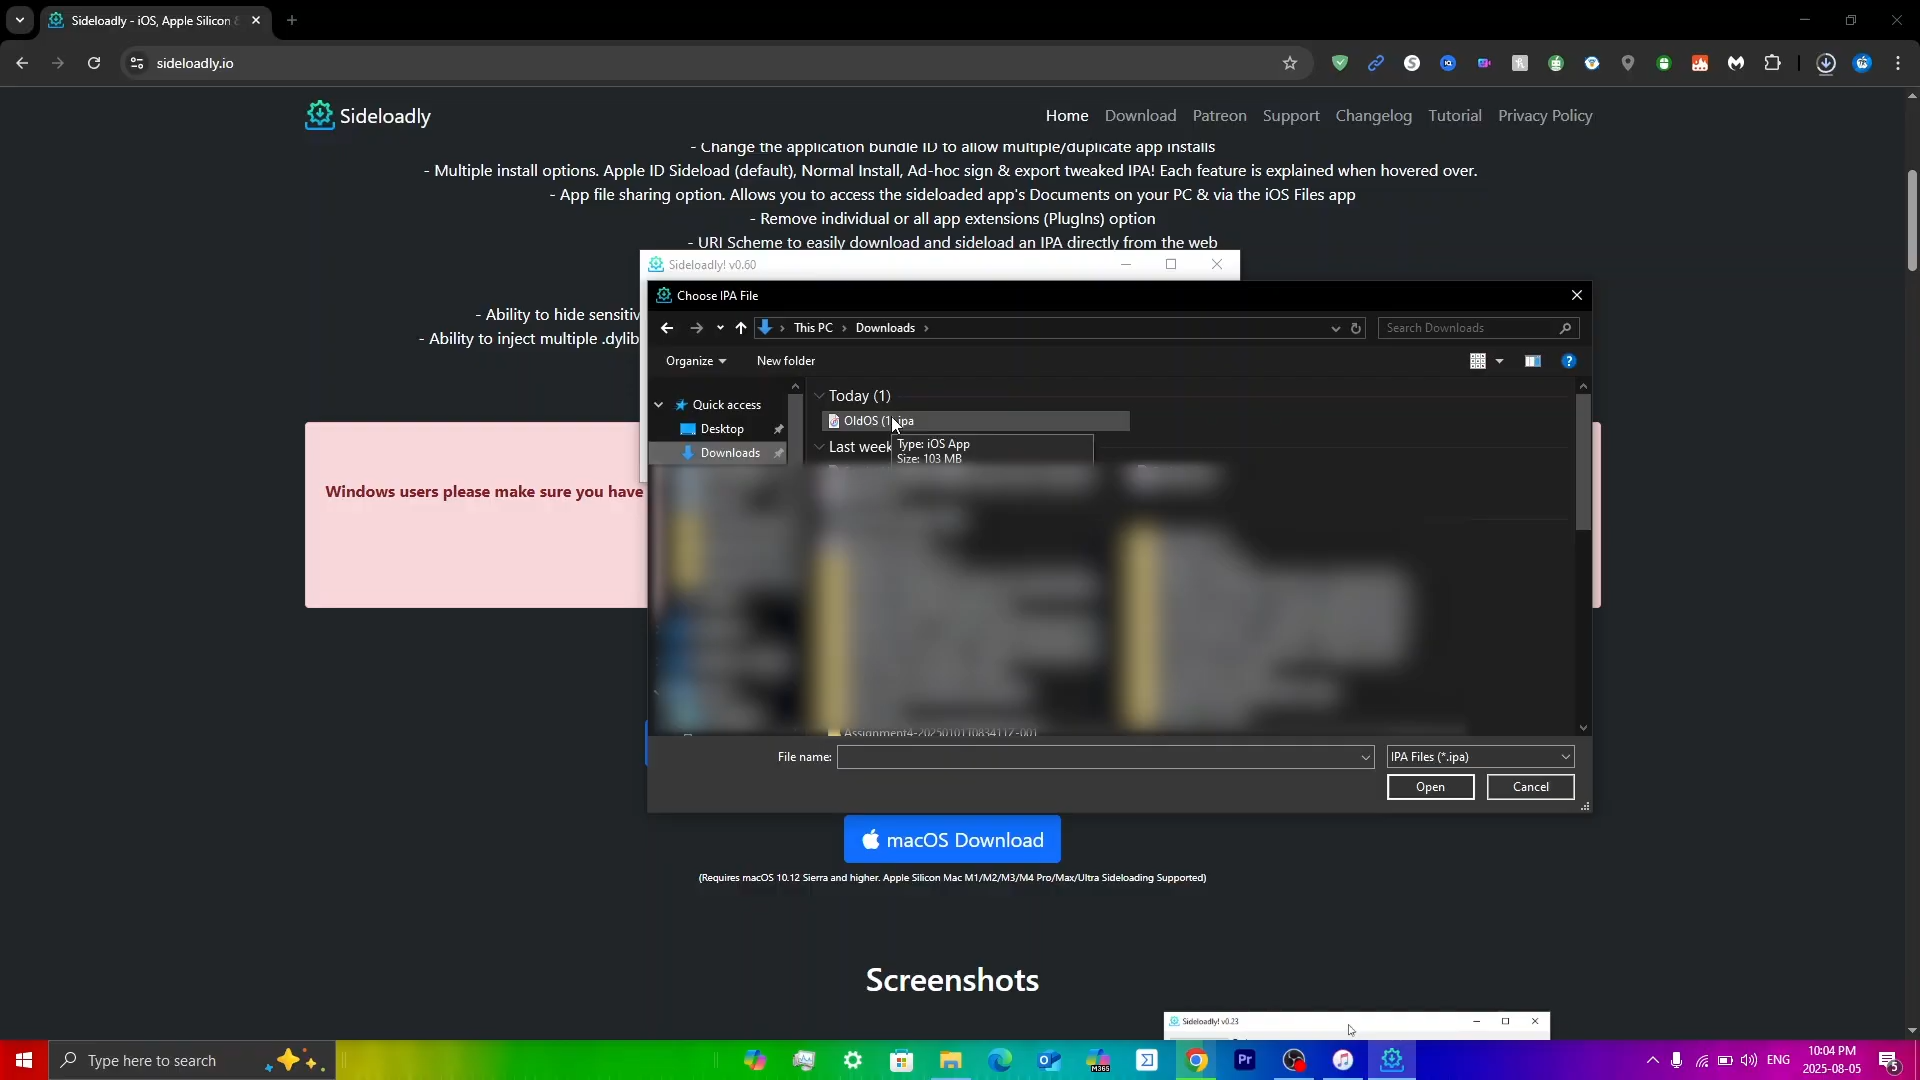 Sideloadly - iOS, Apple Silicon &
sideloadly.io
Sideloadly
Home Download Patreon Support Changelog Tutorial Privacy Policy
- Change the application bundle ID to allow multiple/duplicate app installs
- Multiple install options. Apple ID Sideload (default), Normal Install, Ad-hoc sign & export tweaked IPA! Each feature is explained when hovered over.
- App file sharing option. Allows you to access the sideloaded app's Documents on your PC & via the iOS Files app
- Remove individual or all app extensions (PlugIns) option
- URI Scheme to easily download and sideload an IPA directly from the web
Sideloadly! v0.60
Choose IPA File
- Ability to hide sensitiv
- Ability to inject multiple .dylib
This PC Downloads
Search Downloads
Organize New folder
Quick access
Desktop
Downloads
Today (1)
OldOS (1).ipa
Last week
Type: iOS App
Size: 103 MB
Windows users please make sure you have
File name:
IPA Files (*.ipa)
Open Cancel
macOS Download
(Requires macOS 10.12 Sierra and higher. Apple Silicon Mac M1/M2/M3/M4 Pro/Max/Ultra Sideloading Supported)
Screenshots
Sideloadly! v0.23
Type here to search
M365
Pr
ENG
10:04 PM
2025-08-05
5